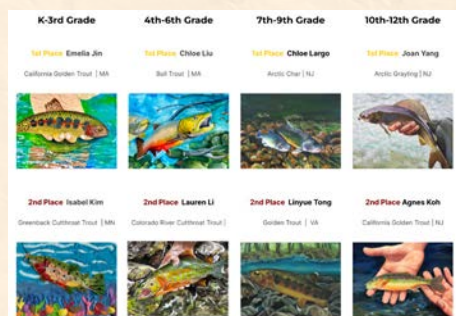 K-3rd Grade
4th-6th Grade
7th-9th Grade
10th-12th Grade
1st Place Emelia Jin
1st Place Chloe Liu
1st Place Chloe Largo
1st Place Joan Yang
California Golden Trout | MA
Bull Trout | MA
Arctic Char | NJ
Arctic Grayling | NJ
2nd Place Isabel Kim
2nd Place Lauren Li
2nd Place Linyue Tong
2nd Place Agnes Koh
Greenback Cutthroat Trout | MN
Colorado River Cutthroat Trout |
Golden Trout | VA
California Golden Trout | NJ